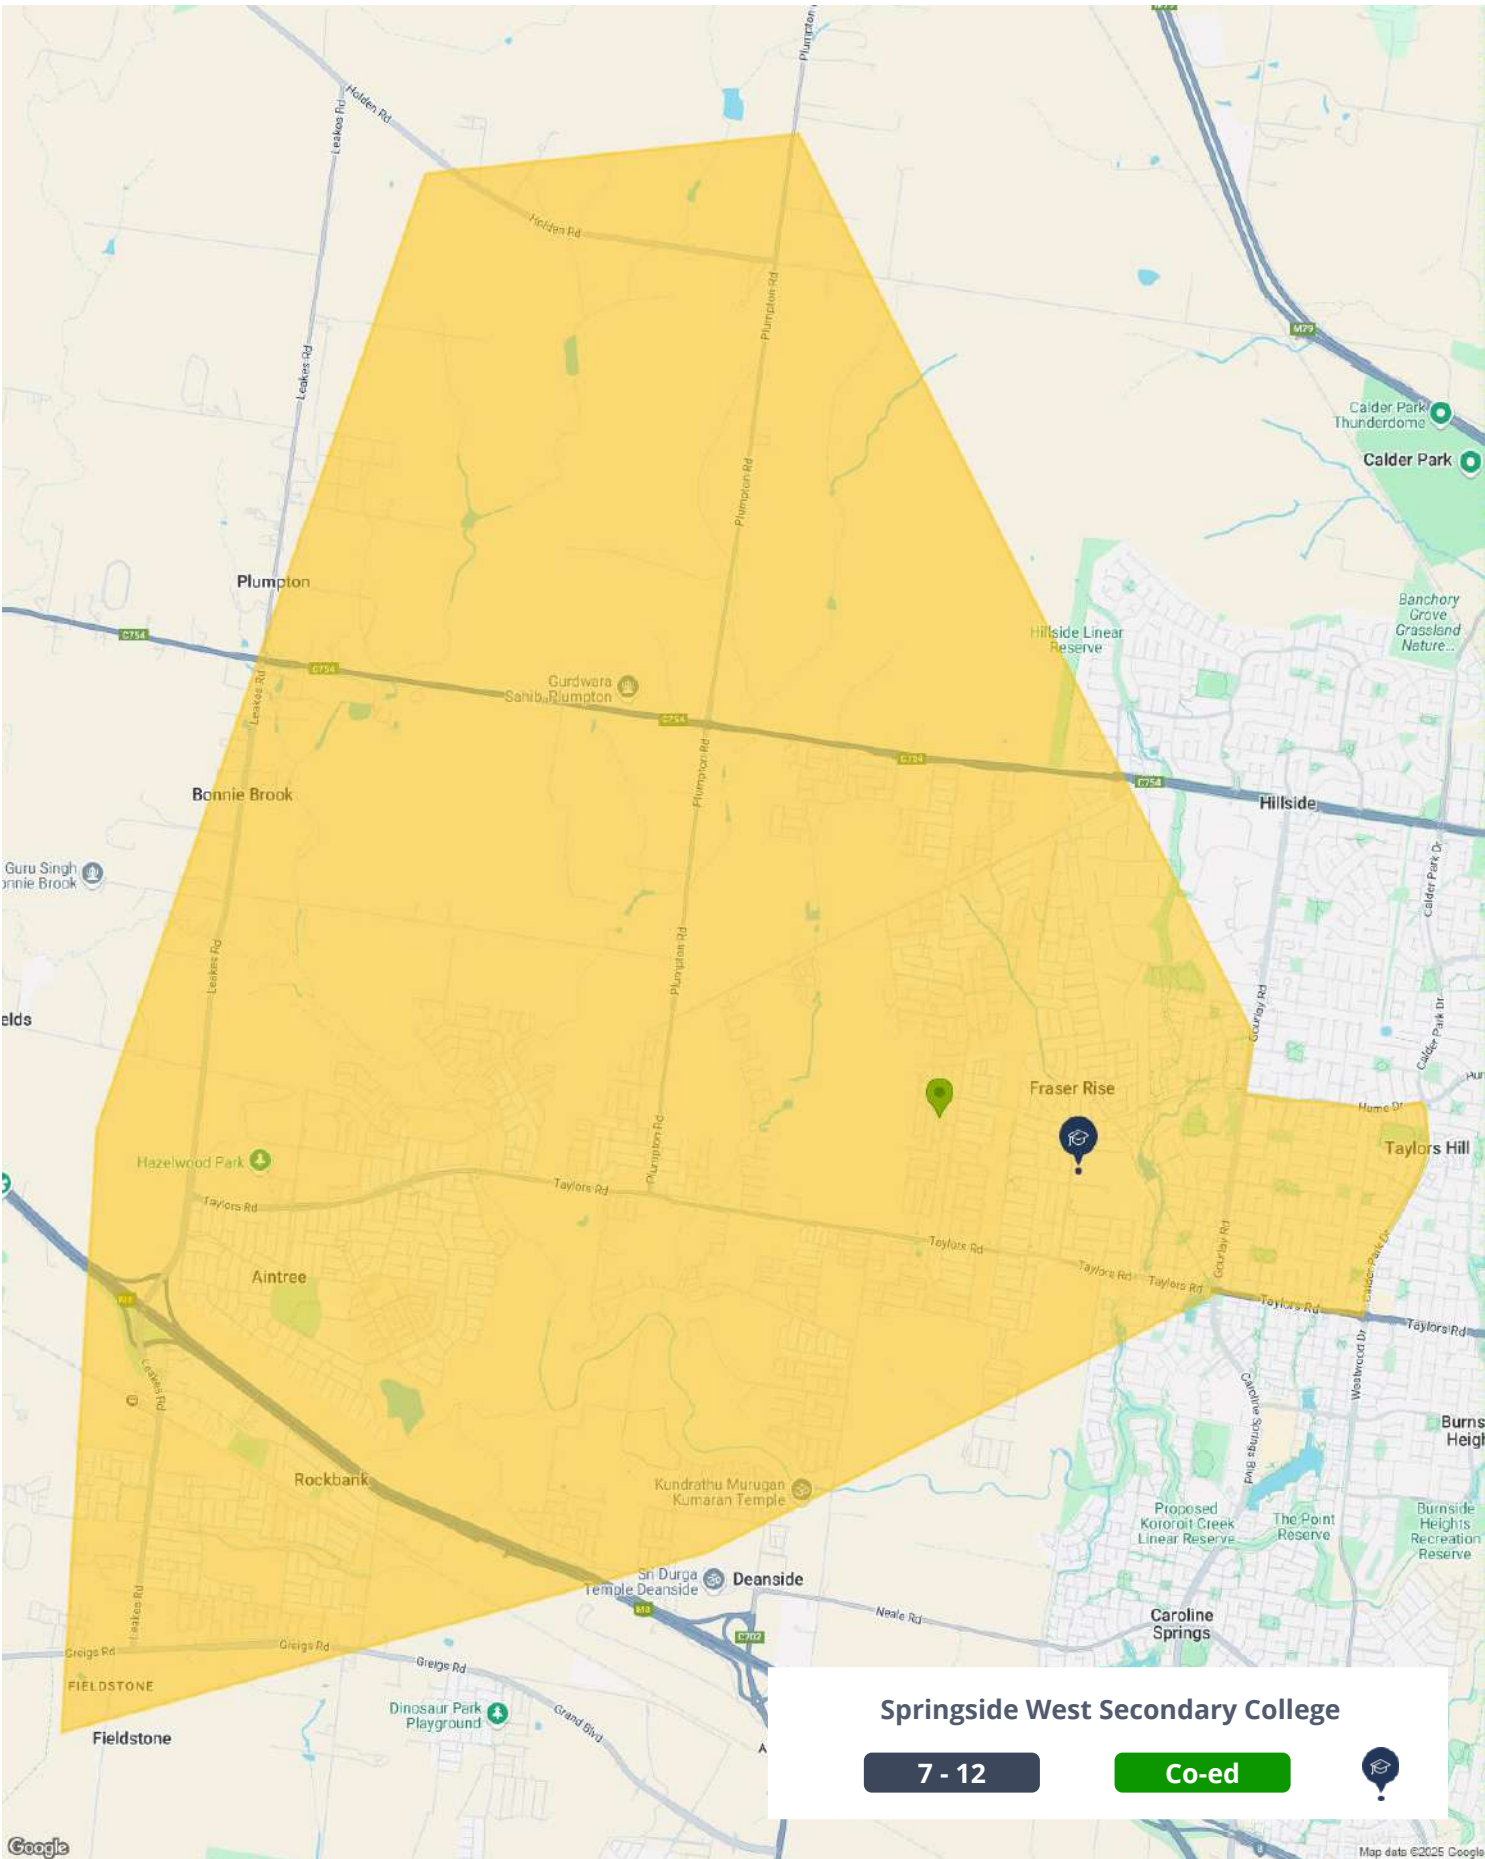 M79
Plumpton
Holden Rd
Leakes Rd
Holden Rd
Plumpton Rd
M79
Leakes Rd
Calder Park
Thunderdome
Calder Park
Plumpton Rd
Plumpton
Banchory
Grove
Grassland
Nature...
Hillside Linear
Reserve
C754
C754
Gurdwara
Sahib, Plumpton
Leakes Rd
C754
C754
C754
Plumpton Rd
Bonnie Brook
Hillside
Guru Singh
onnie Brook
Calder Park Dr
Leakes Rd
Plumpton Rd
Gourlay Rd
elds
Calder Park Dr
Fraser Rise
Hume Dr
Taylors Hill
Plumpton Rd
Hazelwood Park
Taylors Rd
Taylors Rd
Taylors Rd
Gourlay Rd
Calder Park Dr
Taylors Rd
Taylors Rd
Aintree
Taylors Rd
Taylors Rd
M8
Leakes Rd
Westwood Dr
Caroline Springs Blvd
Burns
Heigh
Rockbank
Kundrathu Murugan
Kumaran Temple
Proposed
Kororoit Creek
Linear Reserve
The Point
Reserve
Burnside
Heights
Recreation
Reserve
Sri Durga
Temple Deanside
Deanside
Leakes Rd
M8
Neale Rd
Caroline
Springs
C702
Greigs Rd
Greigs Rd
Greigs Rd
FIELDSTONE
Dinosaur Park
Playground
Grand Blvd
Fieldstone
A
Springside West Secondary College
7 - 12
Co-ed
Google
Map data ©2025 Google